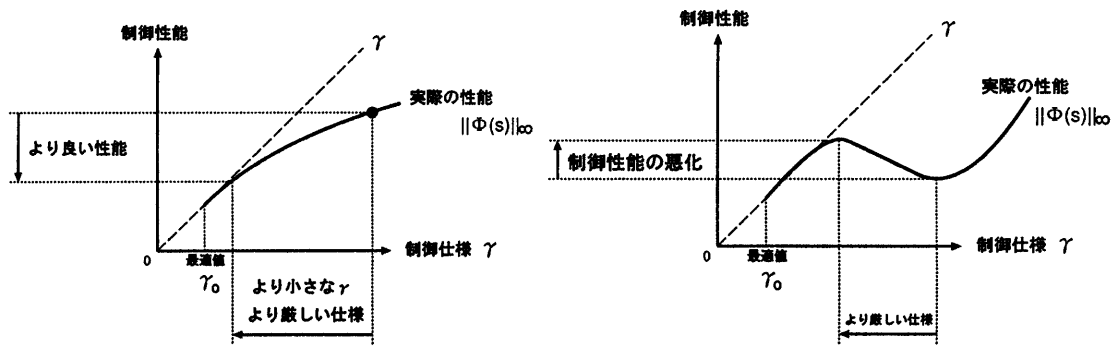 制御性能
γ
実際の性能
||Φ(s)||∞
より良い性能
0
最適値
γ₀
制御仕様 γ
より小さなγ
より厳しい仕様
制御性能
γ
実際の性能
||Φ(s)||∞
制御性能の悪化
0
最適値
γ₀
制御仕様 γ
より厳しい仕様